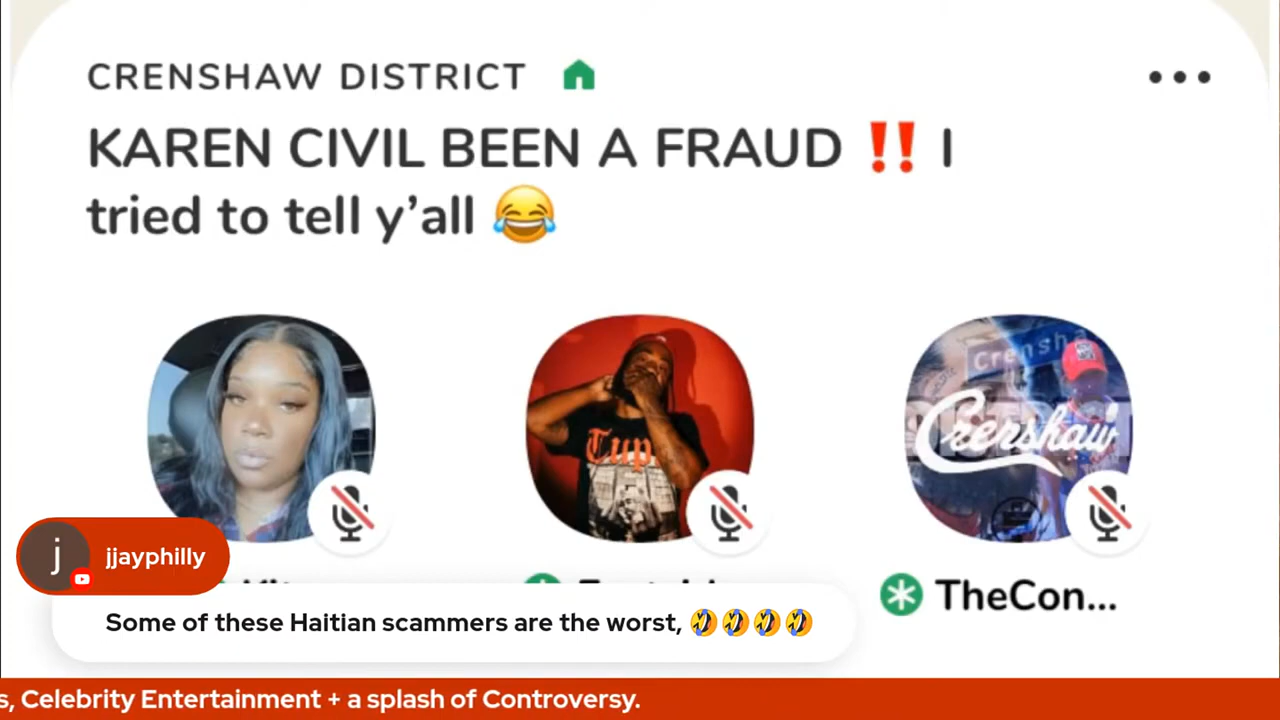 CRENSHAW DISTRICT
KAREN CIVIL BEEN A FRAUD ‼️ I
tried to tell y’all 😂
Crenshaw
Crenshaw
TheCon...
j jjayphilly
Some of these Haitian scammers are the worst, 🤣🤣🤣🤣
s, Celebrity Entertainment + a splash of Controversy.